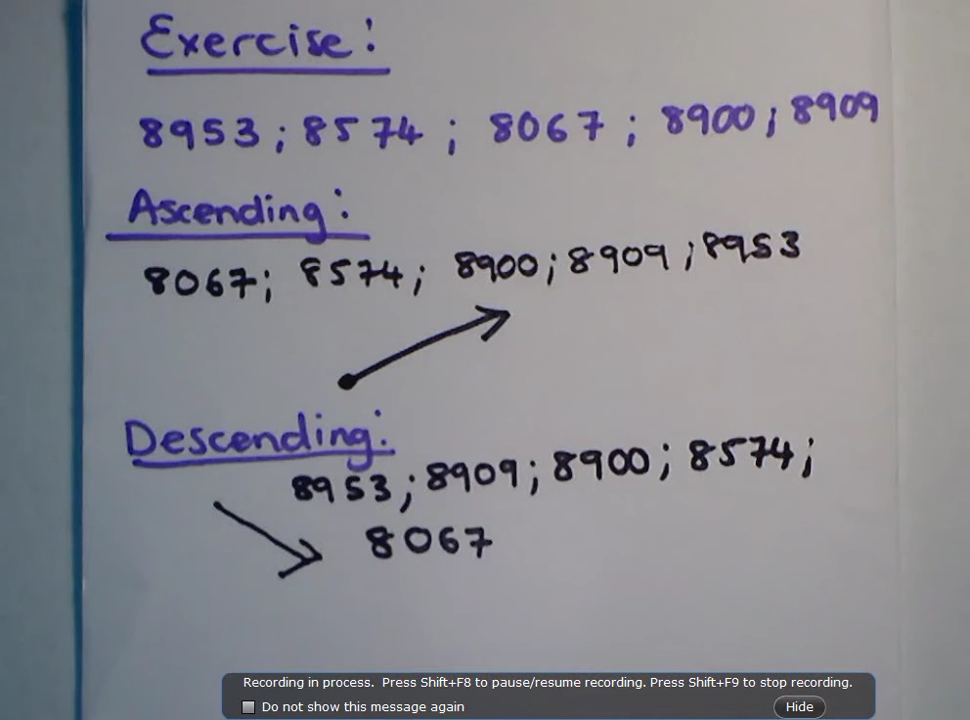 Exercise:
8953; 8574; 8067; 8900; 8909
Ascending:
8067; 8574; 8900; 8909; 8953
Descending:
8953; 8909; 8900; 8574;
8067
Recording in process. Press Shift+F8 to pause/resume recording. Press Shift+F9 to stop recording.
Do not show this message again
Hide